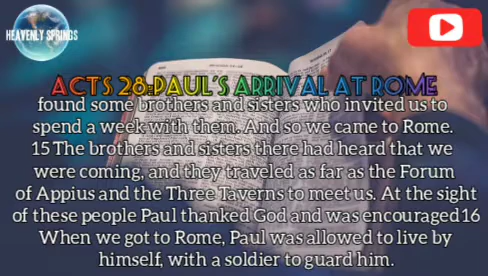 HEAVENLY SPRINGS
ACTS 28:PAUL'S ARRIVAL AT ROME
found some brothers and sisters who invited us to
spend a week with them. And so we came to Rome.
15 The brothers and sisters there had heard that we
were coming, and they traveled as far as the Forum
of Appius and the Three Taverns to meet us. At the sight
of these people Paul thanked God and was encouraged16
When we got to Rome, Paul was allowed to live by
himself, with a soldier to guard him.